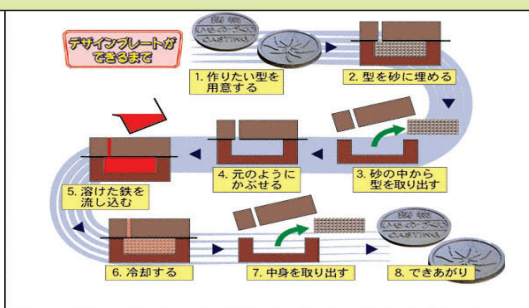 デザインプレートが
できるまで
1. 作りたい型を
用意する
2. 型を砂に埋める
3. 砂の中から
型を取り出す
4. 元のように
かぶせる
5. 溶けた鉄を
流し込む
6. 冷却する
7. 中身を取り出す
8. できあがり
CASTING